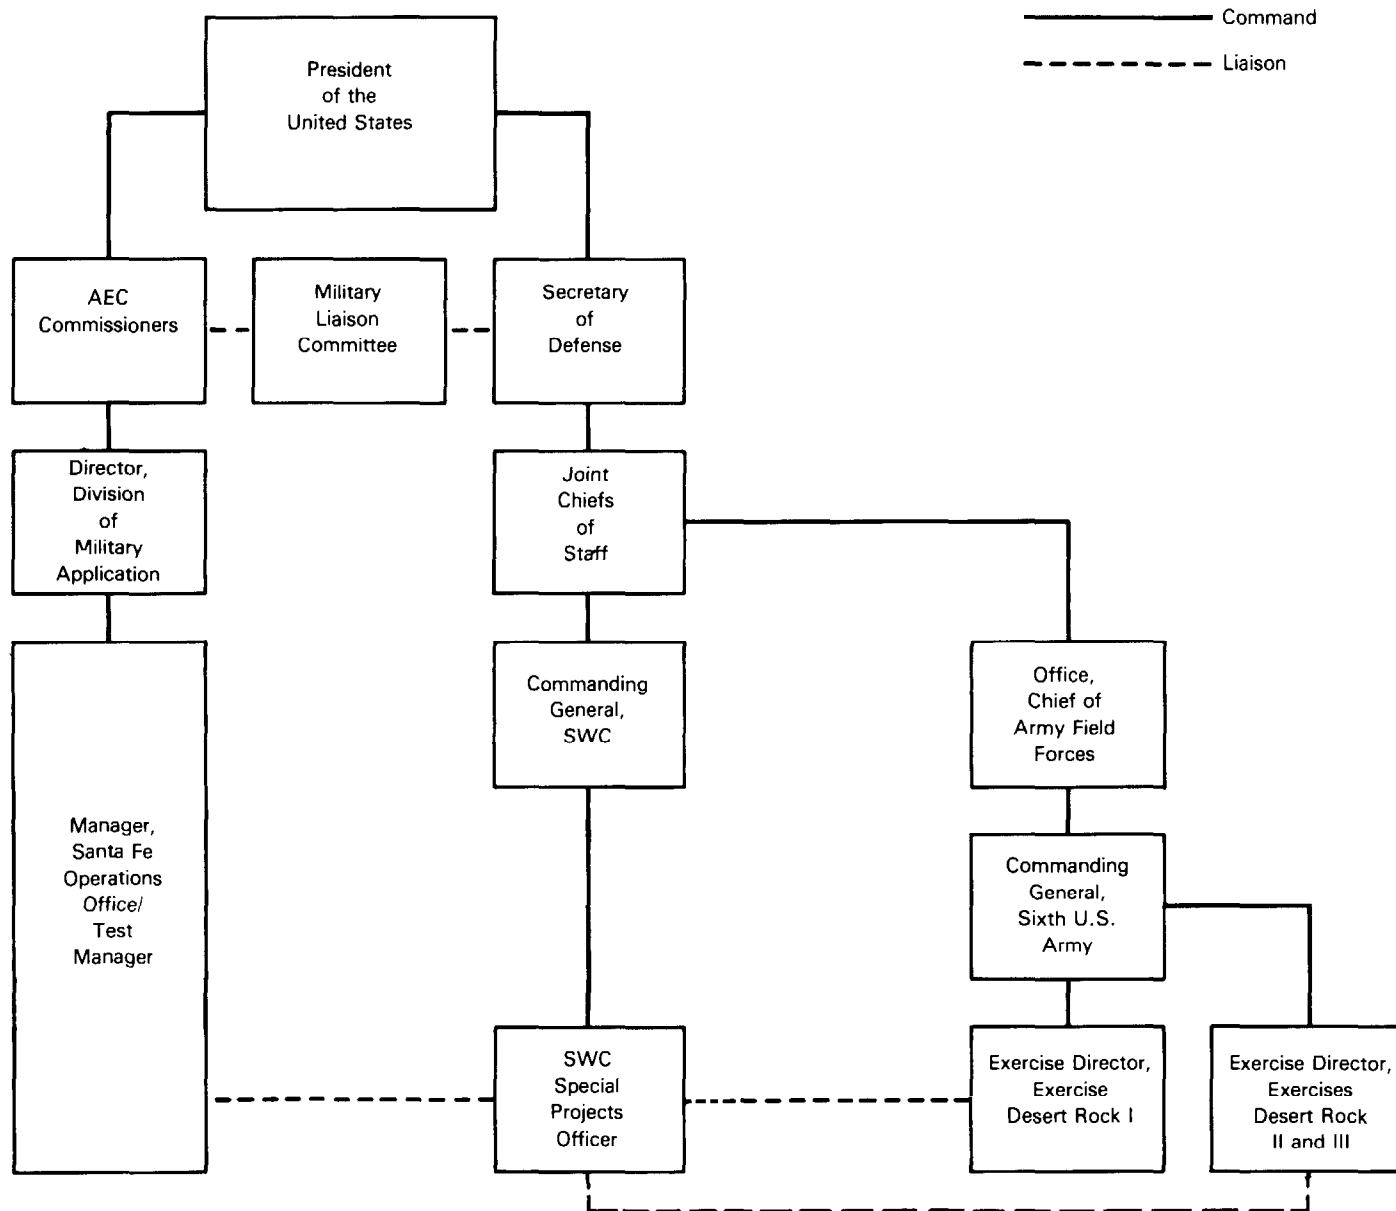 Command
Liaison
President
of the
United States
AEC
Commissioners
Military
Liaison
Committee
Secretary
of
Defense
Director,
Division
of
Military
Application
Joint
Chiefs
of
Staff
Manager,
Santa Fe
Operations
Office/
Test
Manager
Commanding
General,
SWC
Office,
Chief of
Army Field
Forces
Commanding
General,
Sixth U.S.
Army
SWC
Special
Projects
Officer
Exercise Director,
Exercise
Desert Rock I
Exercise Director,
Exercises
Desert Rock
II and III